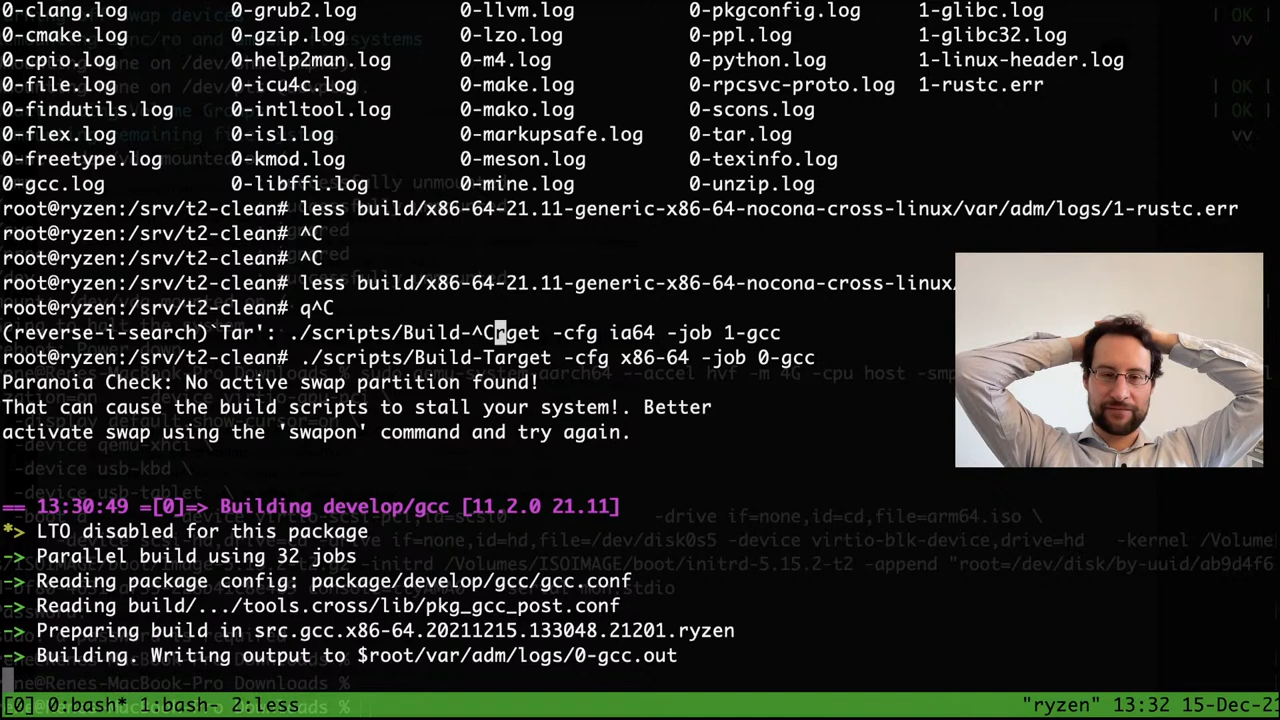 0-clang.log 0-grub2.log 0-llvm.log 0-pkgconfig.log 1-glibc.log
0-cmake.log 0-gzip.log 0-lzo.log 0-ppl.log 1-glibc32.log
0-cpio.log 0-help2man.log 0-m4.log 0-python.log 1-linux-header.log
0-file.log 0-icu4c.log 0-make.log 0-rpcsvc-proto.log 1-rustc.err
0-findutils.log 0-intltool.log 0-mako.log 0-scons.log
0-flex.log 0-isl.log 0-markupsafe.log 0-tar.log
0-freetype.log 0-kmod.log 0-meson.log 0-texinfo.log
0-gcc.log 0-libffi.log 0-mine.log 0-unzip.log
root@ryzen:/srv/t2-clean# less build/x86-64-21.11-generic-x86-64-nocona-cross-linux/var/adm/logs/1-rustc.err
root@ryzen:/srv/t2-clean# ^C
root@ryzen:/srv/t2-clean# ^C
root@ryzen:/srv/t2-clean# less build/x86-64-21.11-generic-x86-64-nocona-cross-linux/
root@ryzen:/srv/t2-clean# q^C
(reverse-i-search)`Tar': ./scripts/Build-^Crget -cfg ia64 -job 1-gcc
root@ryzen:/srv/t2-clean# ./scripts/Build-Target -cfg x86-64 -job 0-gcc
Paranoia Check: No active swap partition found!
That can cause the build scripts to stall your system!. Better
activate swap using the 'swapon' command and try again.
== 13:30:49 =[0]=> Building develop/gcc [11.2.0 21.11]
*> LTO disabled for this package
-> Parallel build using 32 jobs
-> Reading package config: package/develop/gcc/gcc.conf
-> Reading build/.../tools.cross/lib/pkg_gcc_post.conf
-> Preparing build in src.gcc.x86-64.20211215.133048.21201.ryzen
-> Building. Writing output to $root/var/adm/logs/0-gcc.out
[0] 0:bash* 1:bash- 2:less "ryzen" 13:32 15-Dec-21